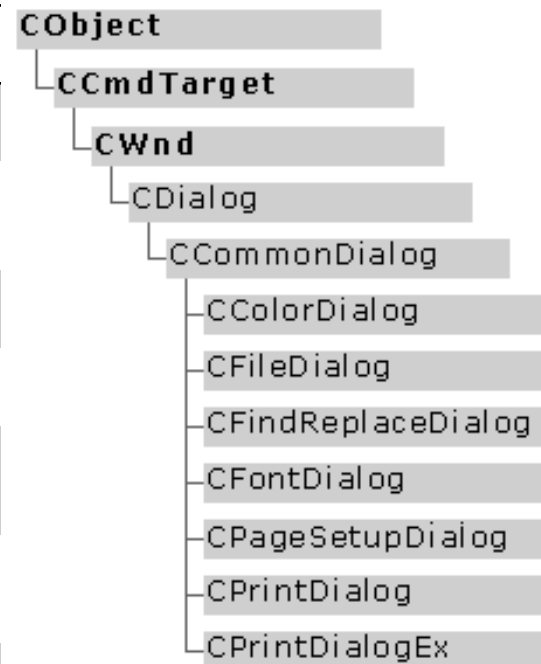 CObject
CCmdTarget
CWnd
CDialog
CCommonDialog
CColorDialog
CFileDialog
CFindReplaceDialog
CFontDialog
CPageSetupDialog
CPrintDialog
CPrintDialogEx